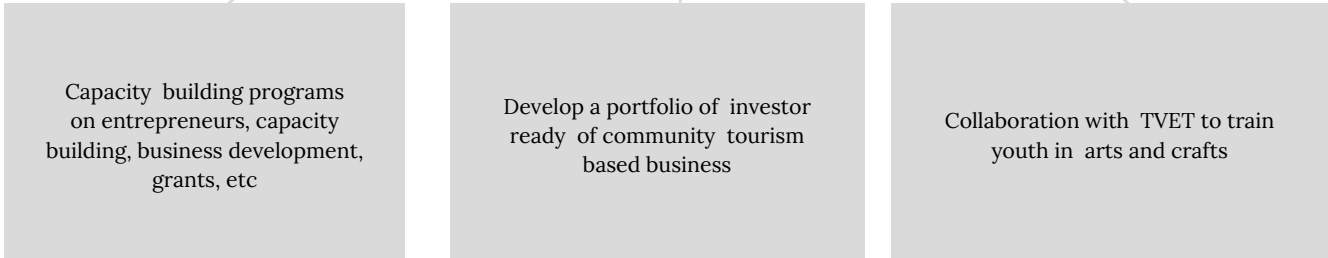 Capacity  building programs
on entrepreneurs, capacity
building, business development,
grants, etc
Develop a portfolio of  investor
ready  of community  tourism
based business
Collaboration with  TVET to train
youth in  arts and crafts